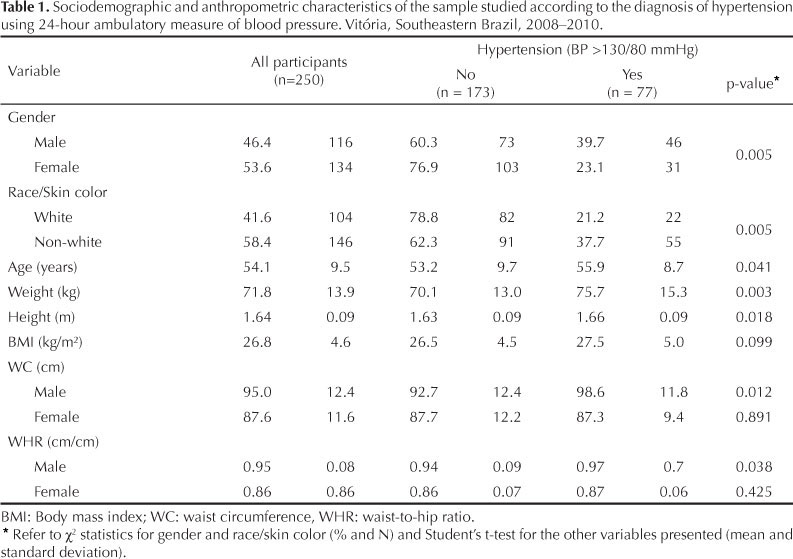 Table 1. Sociodemographic and anthropometric characteristics of the sample studied according to the diagnosis of hypertension
using 24-hour ambulatory measure of blood pressure. Vitória, Southeastern Brazil, 2008–2010.
Variable All participants (n=250) Hypertension (BP >130/80 mmHg) p-value*
No (n = 173) Yes (n = 77)
Gender
Male 46.4 116 60.3 73 39.7 46 0.005
Female 53.6 134 76.9 103 23.1 31
Race/Skin color
White 41.6 104 78.8 82 21.2 22 0.005
Non-white 58.4 146 62.3 91 37.7 55
Age (years) 54.1 9.5 53.2 9.7 55.9 8.7 0.041
Weight (kg) 71.8 13.9 70.1 13.0 75.7 15.3 0.003
Height (m) 1.64 0.09 1.63 0.09 1.66 0.09 0.018
BMI (kg/m²) 26.8 4.6 26.5 4.5 27.5 5.0 0.099
WC (cm)
Male 95.0 12.4 92.7 12.4 98.6 11.8 0.012
Female 87.6 11.6 87.7 12.2 87.3 9.4 0.891
WHR (cm/cm)
Male 0.95 0.08 0.94 0.09 0.97 0.7 0.038
Female 0.86 0.86 0.86 0.07 0.87 0.06 0.425
BMI: Body mass index; WC: waist circumference, WHR: waist-to-hip ratio.
* Refer to χ² statistics for gender and race/skin color (% and N) and Student's t-test for the other variables presented (mean and
standard deviation).